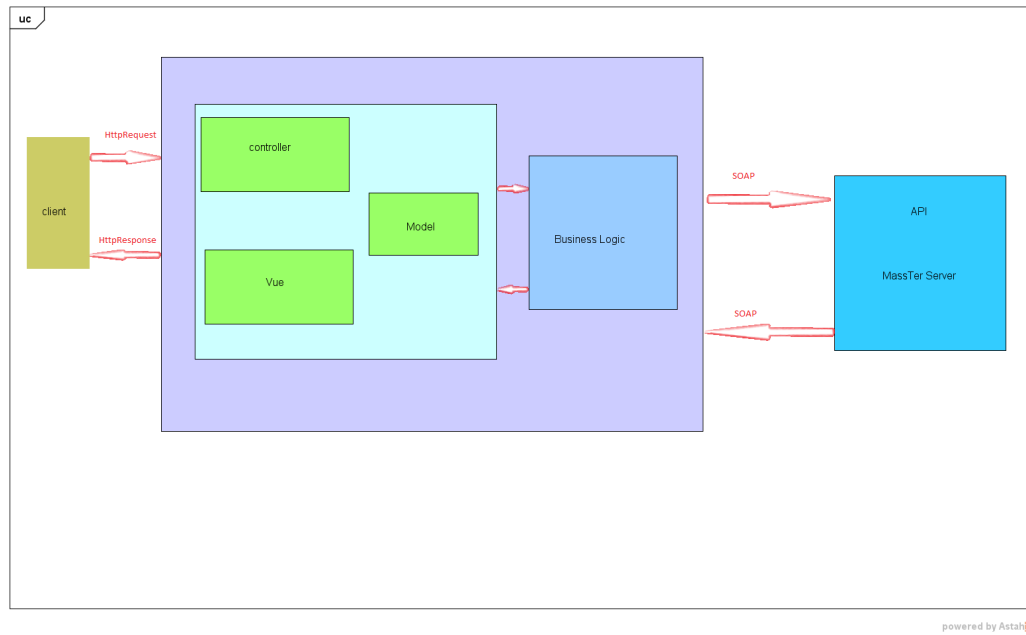 uc
HttpRequest
client
HttpResponse
controller
Model
Vue
Business Logic
SOAP
SOAP
API
MassTer Server
powered by Astah